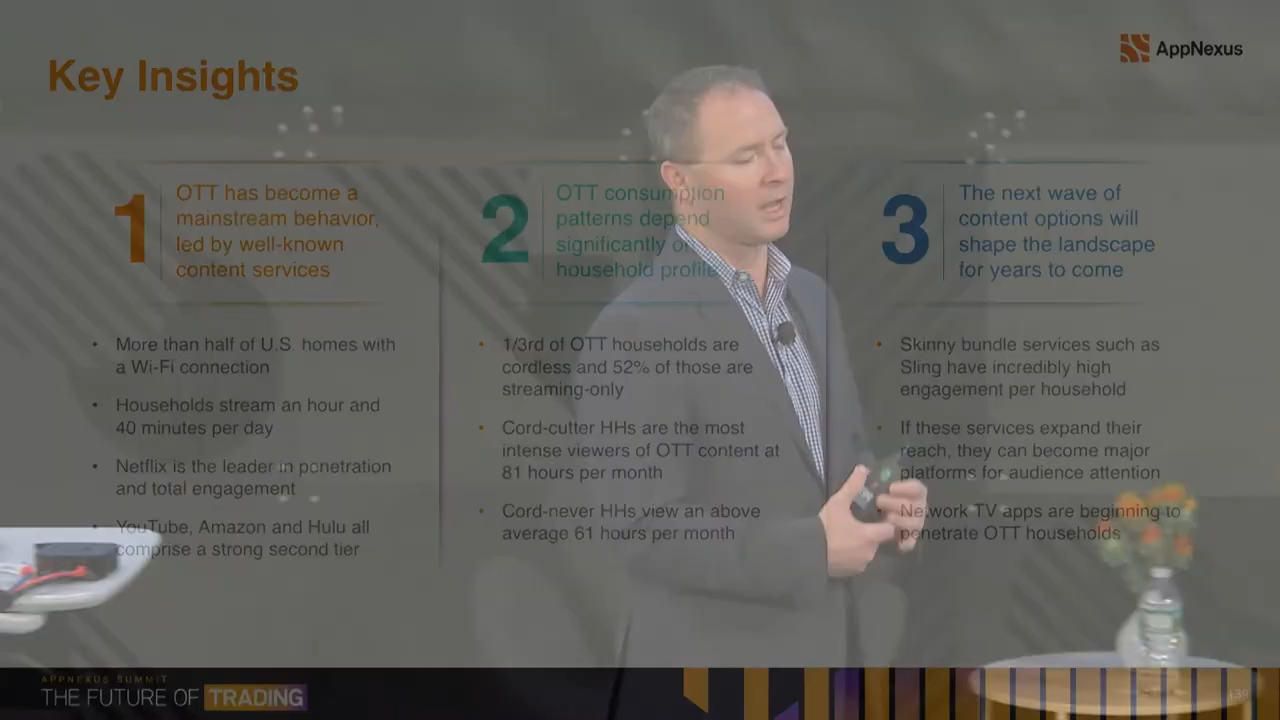 Key Insights
AppNexus
1
OTT has become a
mainstream behavior,
led by well-known
content services
• More than half of U.S. homes with
a Wi-Fi connection
• Households stream an hour and
40 minutes per day
• Netflix is the leader in penetration
and total engagement
• YouTube, Amazon and Hulu all
comprise a strong second tier
2
OTT consumption
patterns depend
significantly on
household profile
• 1/3rd of OTT households are
cordless and 52% of those are
streaming-only
• Cord-cutter HHs are the most
intense viewers of OTT content at
81 hours per month
• Cord-never HHs view an above
average 61 hours per month
3
The next wave of
content options will
shape the landscape
for years to come
• Skinny bundle services such as
Sling have incredibly high
engagement per household
• If these services expand their
reach, they can become major
platforms for audience attention
• Network TV apps are beginning to
penetrate OTT households
APPNEXUS SUMMIT
THE FUTURE OF TRADING